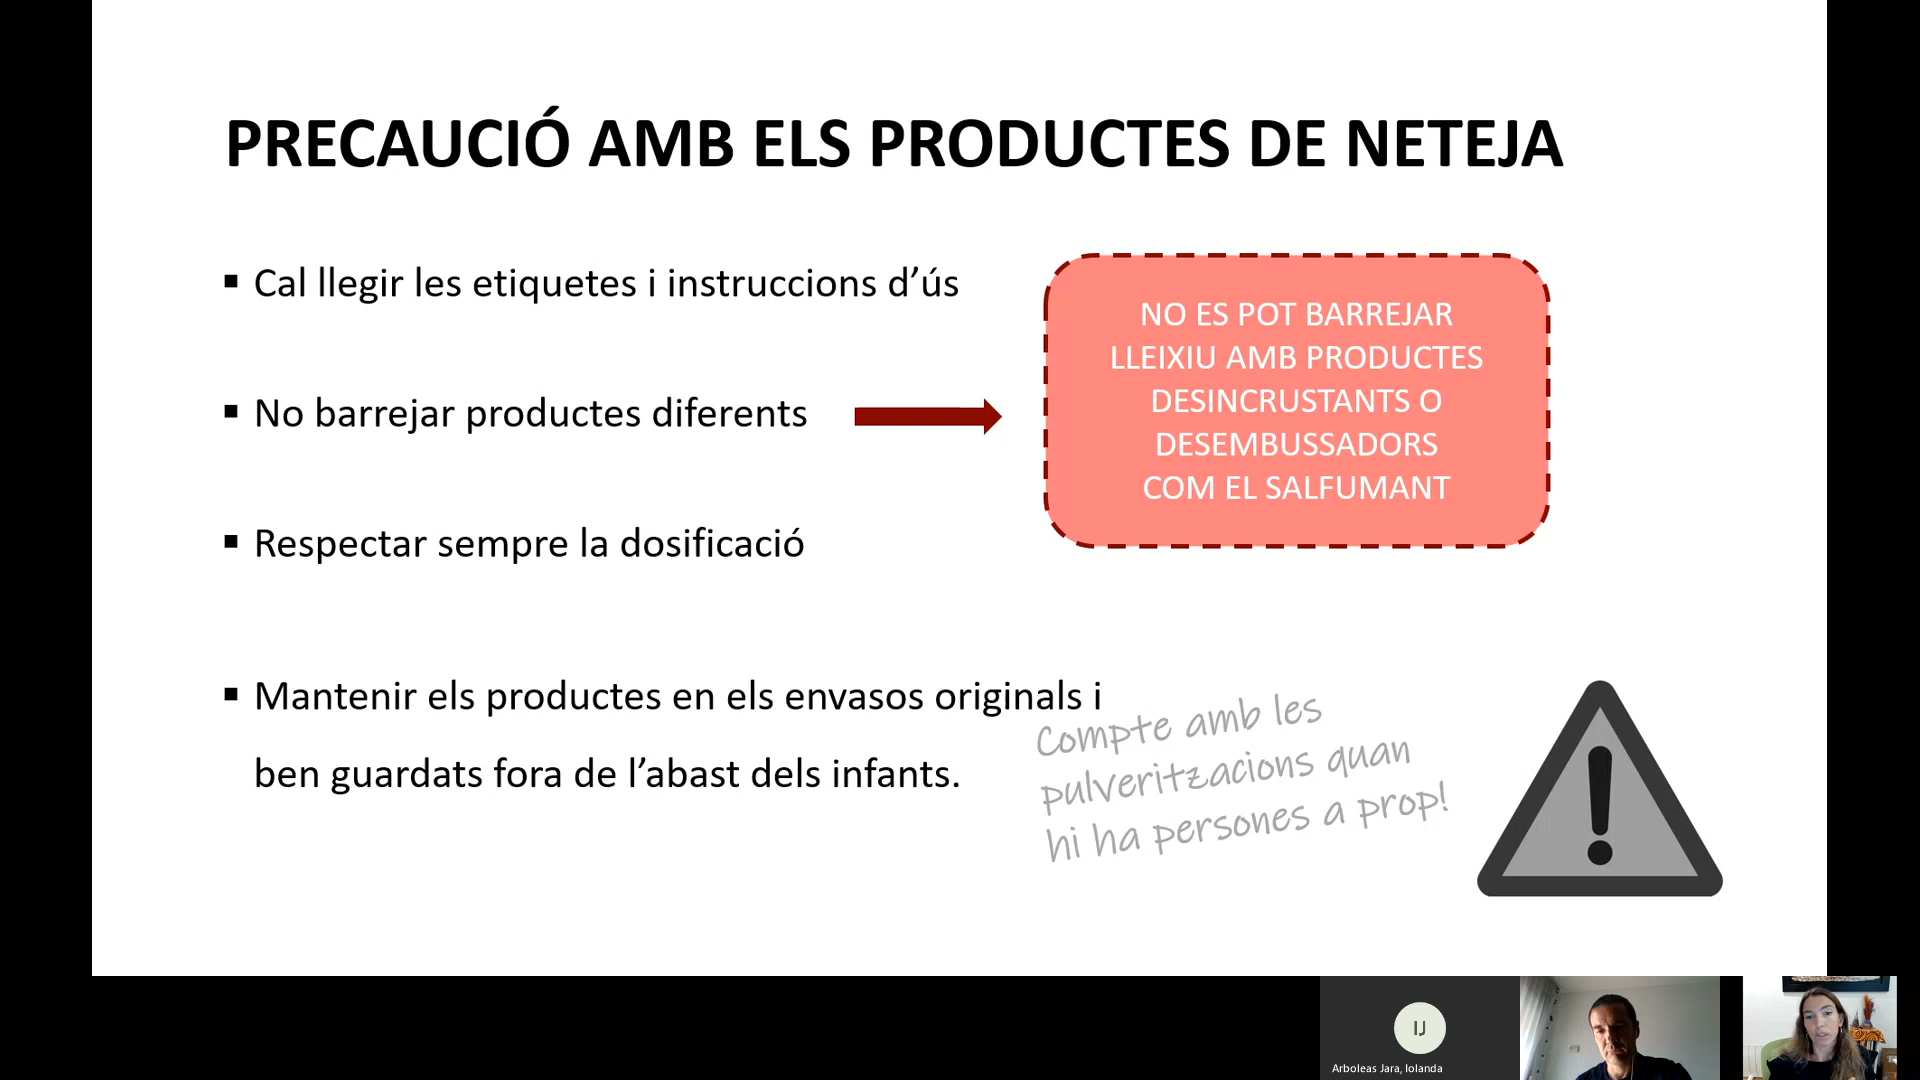 PRECAUCIÓ AMB ELS PRODUCTES DE NETEJA
▪ Cal llegir les etiquetes i instruccions d’ús
▪ No barrejar productes diferents
NO ES POT BARREJAR
LLEIXIU AMB PRODUCTES
DESINCRUSTANTS O
DESEMBUSSADORS
COM EL SALFUMANT
▪ Respectar sempre la dosificació
▪ Mantenir els productes en els envasos originals i
ben guardats fora de l’abast dels infants.
Compte amb les
pulveritzacions quan
hi ha persones a prop!
IJ
Arboleas Jara, Iolanda